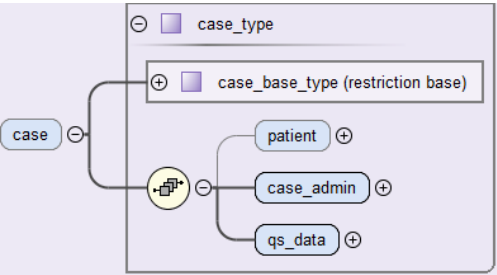 case_type
case_base_type (restriction base)
case
patient
case_admin
qs_data